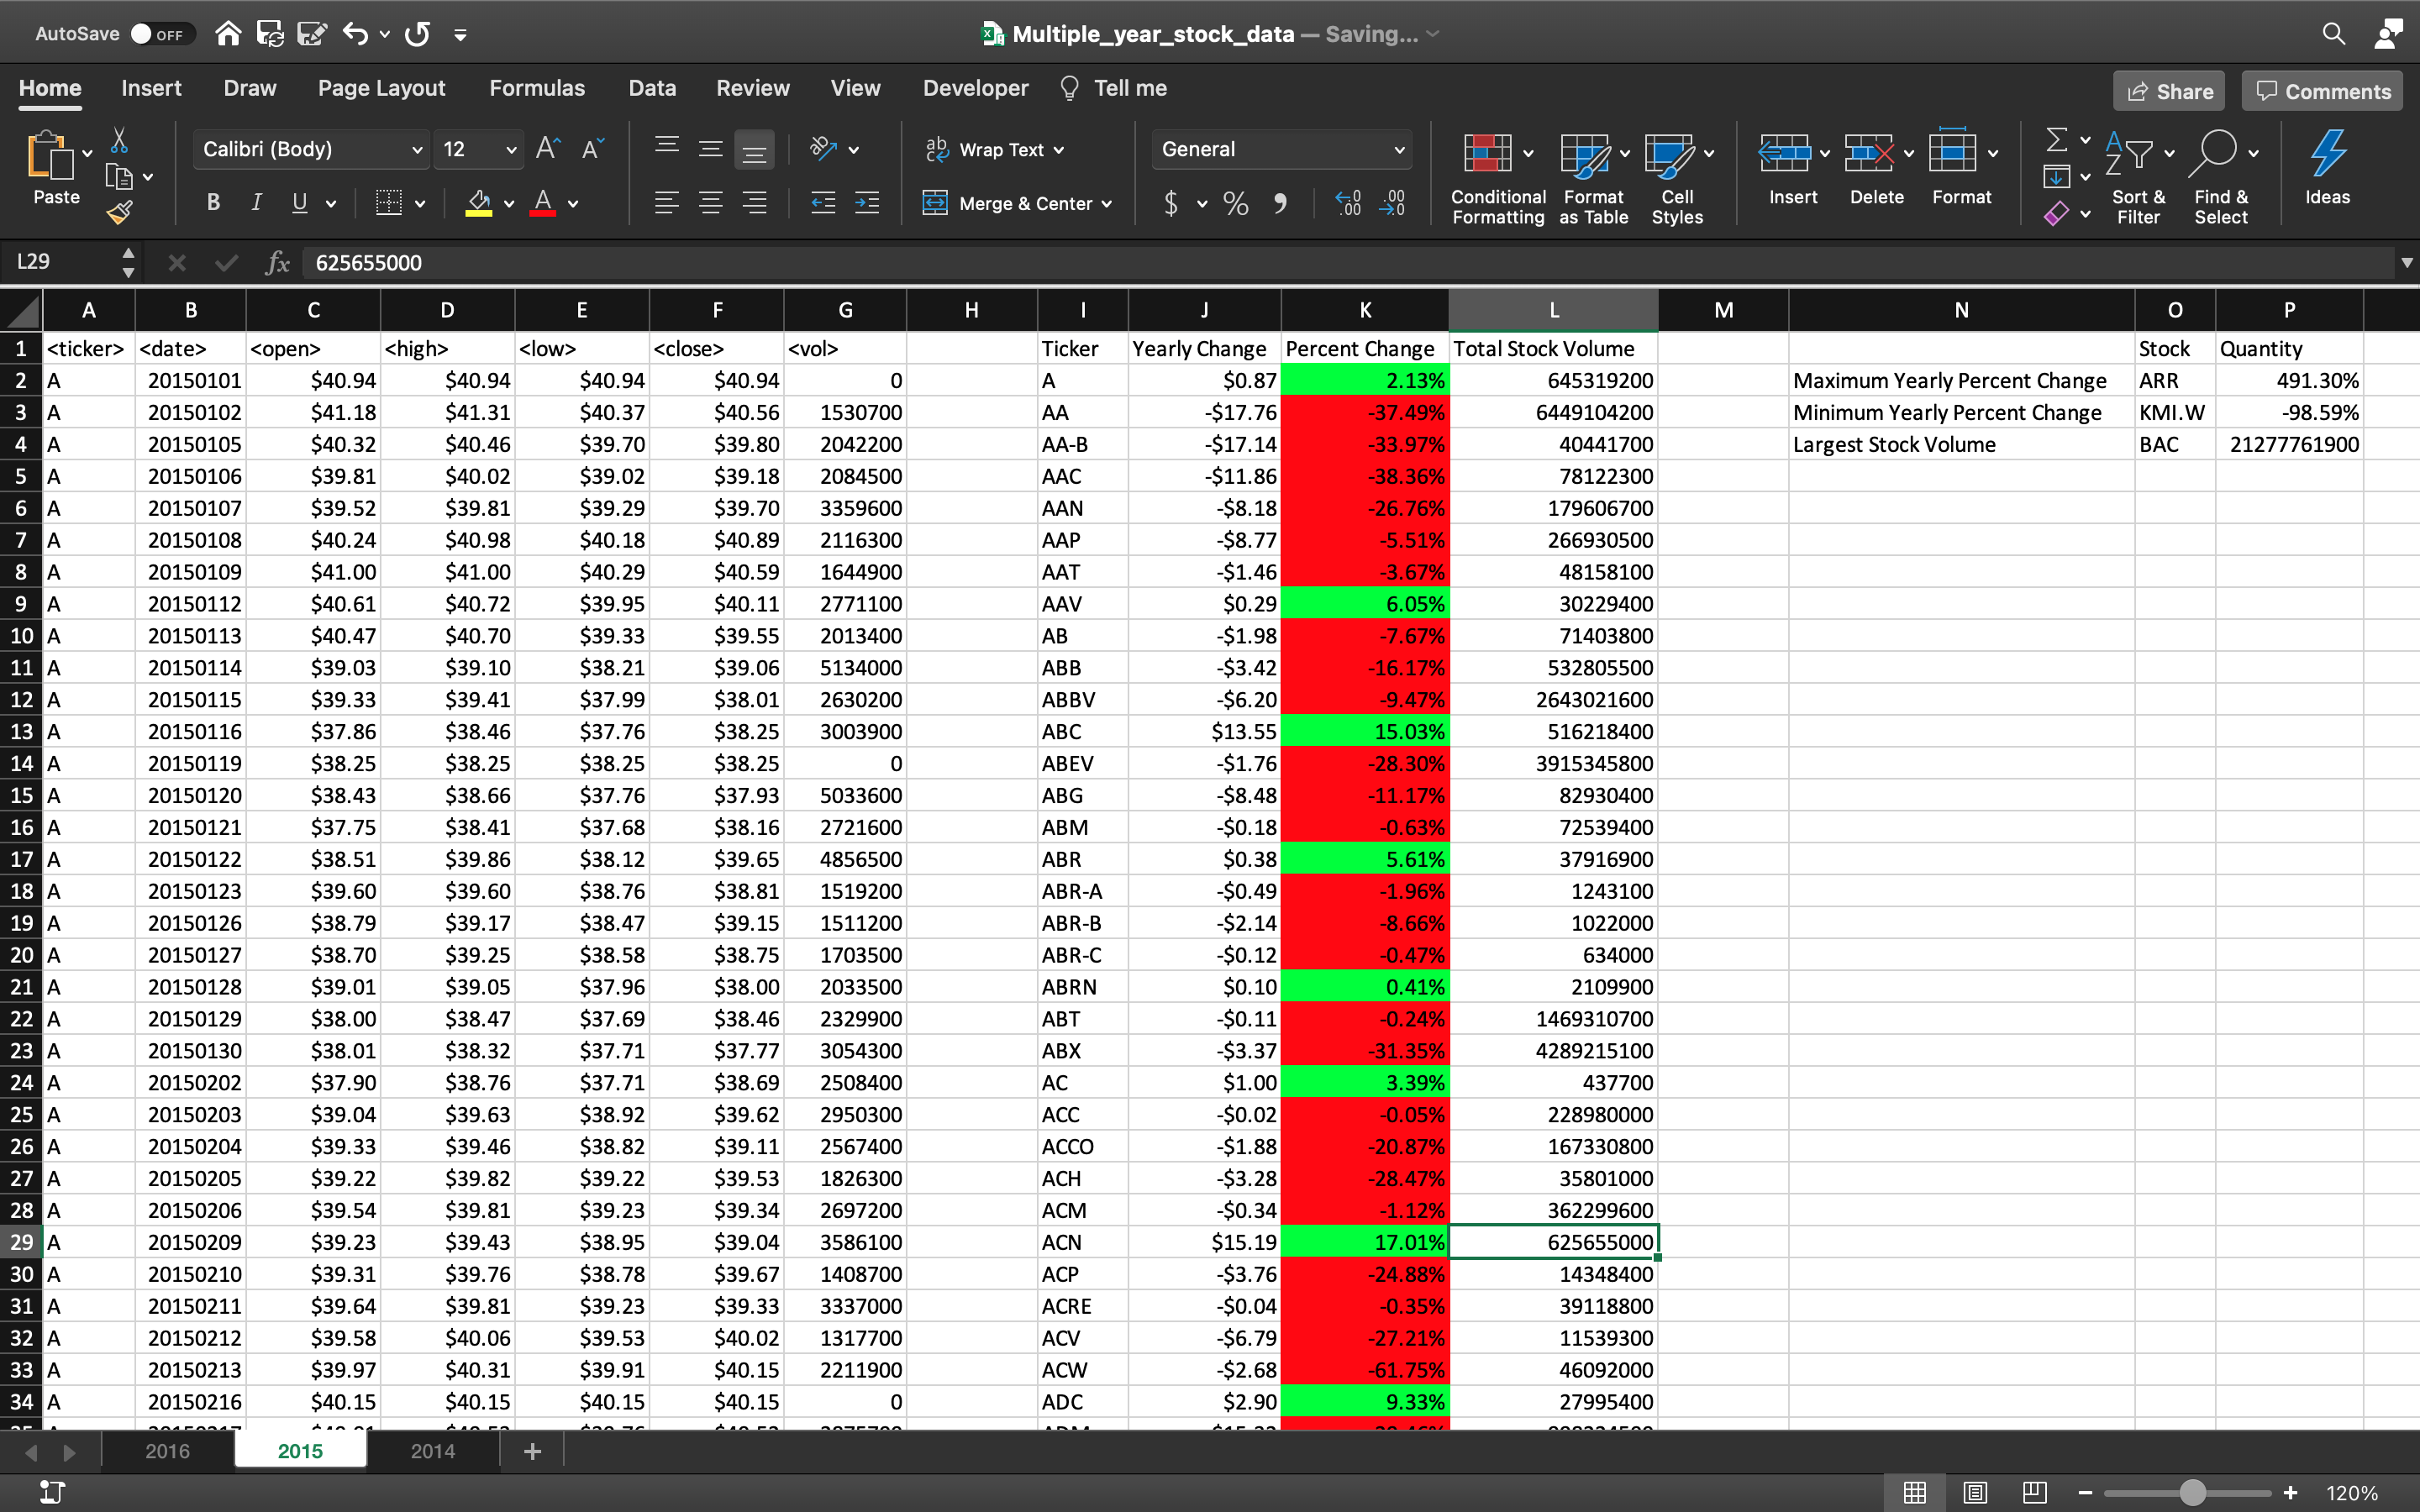 AutoSave OFF Multiple_year_stock_data — Saving...
Home Insert Draw Page Layout Formulas Data Review View Developer Tell me Share Comments
Paste Calibri (Body) 12 Wrap Text General Conditional Formatting Format as Table Cell Styles Insert Delete Format Sort & Filter Find & Select Ideas
B I U Merge & Center $ %
L29 fx 625655000
A B C D E F G H I J K L M N O P
1 <ticker> <date> <open> <high> <low> <close> <vol> Ticker Yearly Change Percent Change Total Stock Volume Stock Quantity
2 A 20150101 $40.94 $40.94 $40.94 $40.94 0 A $0.87 2.13% 645319200 Maximum Yearly Percent Change ARR 491.30%
3 A 20150102 $41.18 $41.31 $40.37 $40.56 1530700 AA -$17.76 -37.49% 6449104200 Minimum Yearly Percent Change KMI.W -98.59%
4 A 20150105 $40.32 $40.46 $39.70 $39.80 2042200 AA-B -$17.14 -33.97% 40441700 Largest Stock Volume BAC 21277761900
5 A 20150106 $39.81 $40.02 $39.02 $39.18 2084500 AAC -$11.86 -38.36% 78122300
6 A 20150107 $39.52 $39.81 $39.29 $39.70 3359600 AAN -$8.18 -26.76% 179606700
7 A 20150108 $40.24 $40.98 $40.18 $40.89 2116300 AAP -$8.77 -5.51% 266930500
8 A 20150109 $41.00 $41.00 $40.29 $40.59 1644900 AAT -$1.46 -3.67% 48158100
9 A 20150112 $40.61 $40.72 $39.95 $40.11 2771100 AAV $0.29 6.05% 30229400
10 A 20150113 $40.47 $40.70 $39.33 $39.55 2013400 AB -$1.98 -7.67% 71403800
11 A 20150114 $39.03 $39.10 $38.21 $39.06 5134000 ABB -$3.42 -16.17% 532805500
12 A 20150115 $39.33 $39.41 $37.99 $38.01 2630200 ABBV -$6.20 -9.47% 2643021600
13 A 20150116 $37.86 $38.46 $37.76 $38.25 3003900 ABC $13.55 15.03% 516218400
14 A 20150119 $38.25 $38.25 $38.25 $38.25 0 ABEV -$1.76 -28.30% 3915345800
15 A 20150120 $38.43 $38.66 $37.76 $37.93 5033600 ABG -$8.48 -11.17% 82930400
16 A 20150121 $37.75 $38.41 $37.68 $38.16 2721600 ABM -$0.18 -0.63% 72539400
17 A 20150122 $38.51 $39.86 $38.12 $39.65 4856500 ABR $0.38 5.61% 37916900
18 A 20150123 $39.60 $39.60 $38.76 $38.81 1519200 ABR-A -$0.49 -1.96% 1243100
19 A 20150126 $38.79 $39.17 $38.47 $39.15 1511200 ABR-B -$2.14 -8.66% 1022000
20 A 20150127 $38.70 $39.25 $38.58 $38.75 1703500 ABR-C -$0.12 -0.47% 634000
21 A 20150128 $39.01 $39.05 $37.96 $38.00 2033500 ABRN $0.10 0.41% 2109900
22 A 20150129 $38.00 $38.47 $37.69 $38.46 2329900 ABT -$0.11 -0.24% 1469310700
23 A 20150130 $38.01 $38.32 $37.71 $37.77 3054300 ABX -$3.37 -31.35% 4289215100
24 A 20150202 $37.90 $38.76 $37.71 $38.69 2508400 AC $1.00 3.39% 437700
25 A 20150203 $39.04 $39.63 $38.92 $39.62 2950300 ACC -$0.02 -0.05% 228980000
26 A 20150204 $39.33 $39.46 $38.82 $39.11 2567400 ACCO -$1.88 -20.87% 167330800
27 A 20150205 $39.22 $39.82 $39.22 $39.53 1826300 ACH -$3.28 -28.47% 35801000
28 A 20150206 $39.54 $39.81 $39.23 $39.34 2697200 ACM -$0.34 -1.12% 362299600
29 A 20150209 $39.23 $39.43 $38.95 $39.04 3586100 ACN $15.19 17.01% 625655000
30 A 20150210 $39.31 $39.76 $38.78 $39.67 1408700 ACP -$3.76 -24.88% 14348400
31 A 20150211 $39.64 $39.81 $39.23 $39.33 3337000 ACRE -$0.04 -0.35% 39118800
32 A 20150212 $39.58 $40.06 $39.53 $40.02 1317700 ACV -$6.79 -27.21% 11539300
33 A 20150213 $39.97 $40.31 $39.91 $40.15 2211900 ACW -$2.68 -61.75% 46092000
34 A 20150216 $40.15 $40.15 $40.15 $40.15 0 ADC $2.90 9.33% 27995400
2016 2015 2014 +
120%